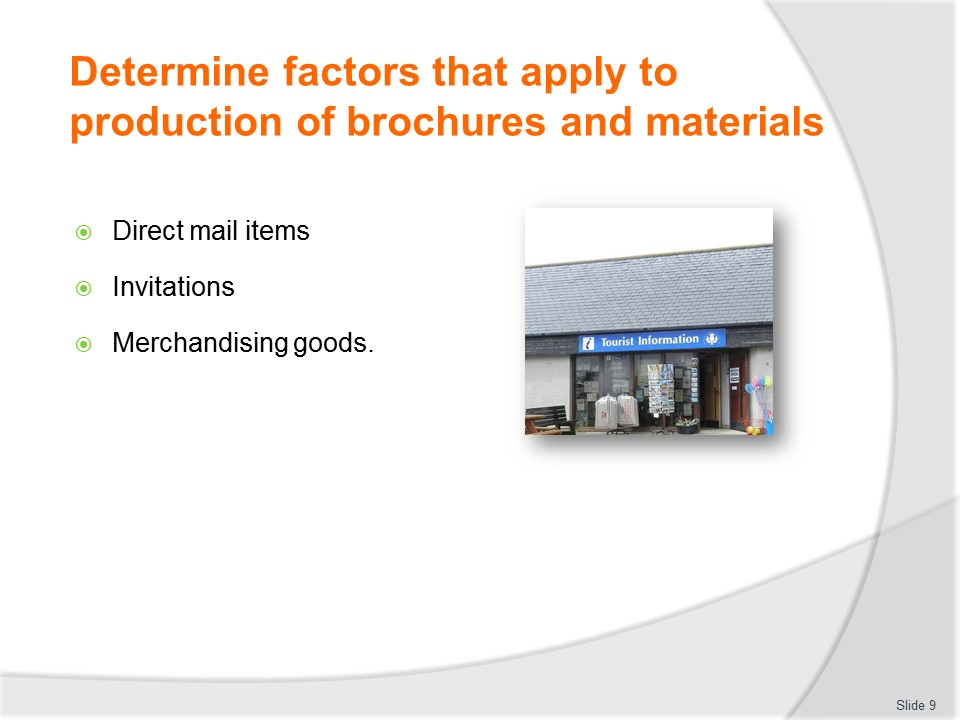 Determine factors that apply to
production of brochures and materials
Direct mail items
Invitations
Merchandising goods.
i Tourist Information
Slide 9